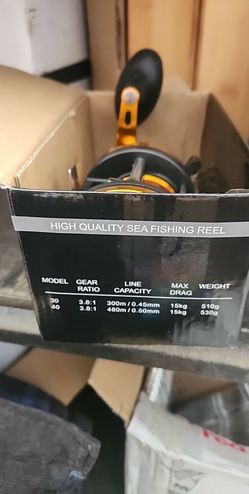 HIGH QUALITY SEA FISHING REEL
MODEL GEAR RATIO LINE CAPACITY MAX DRAG WEIGHT
30 3.8:1 300m / 0.45mm 15kg 510g
40 3.8:1 480m / 0.50mm 15kg 530g